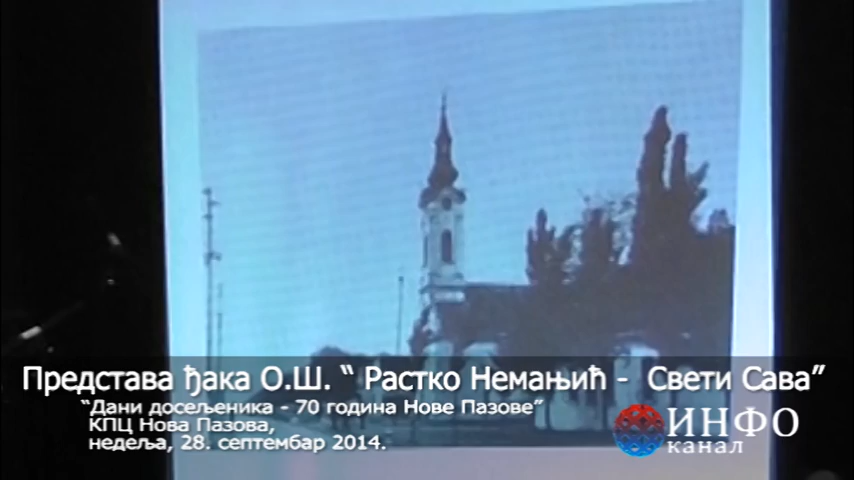 Представа ђака О.Ш. “ Растко Немањић -  Свети Сава”
“Дани досељеника - 70 година Нове Пазове”
КПЦ Нова Пазова,
недеља, 28. септембар 2014.
ИНФО
канал